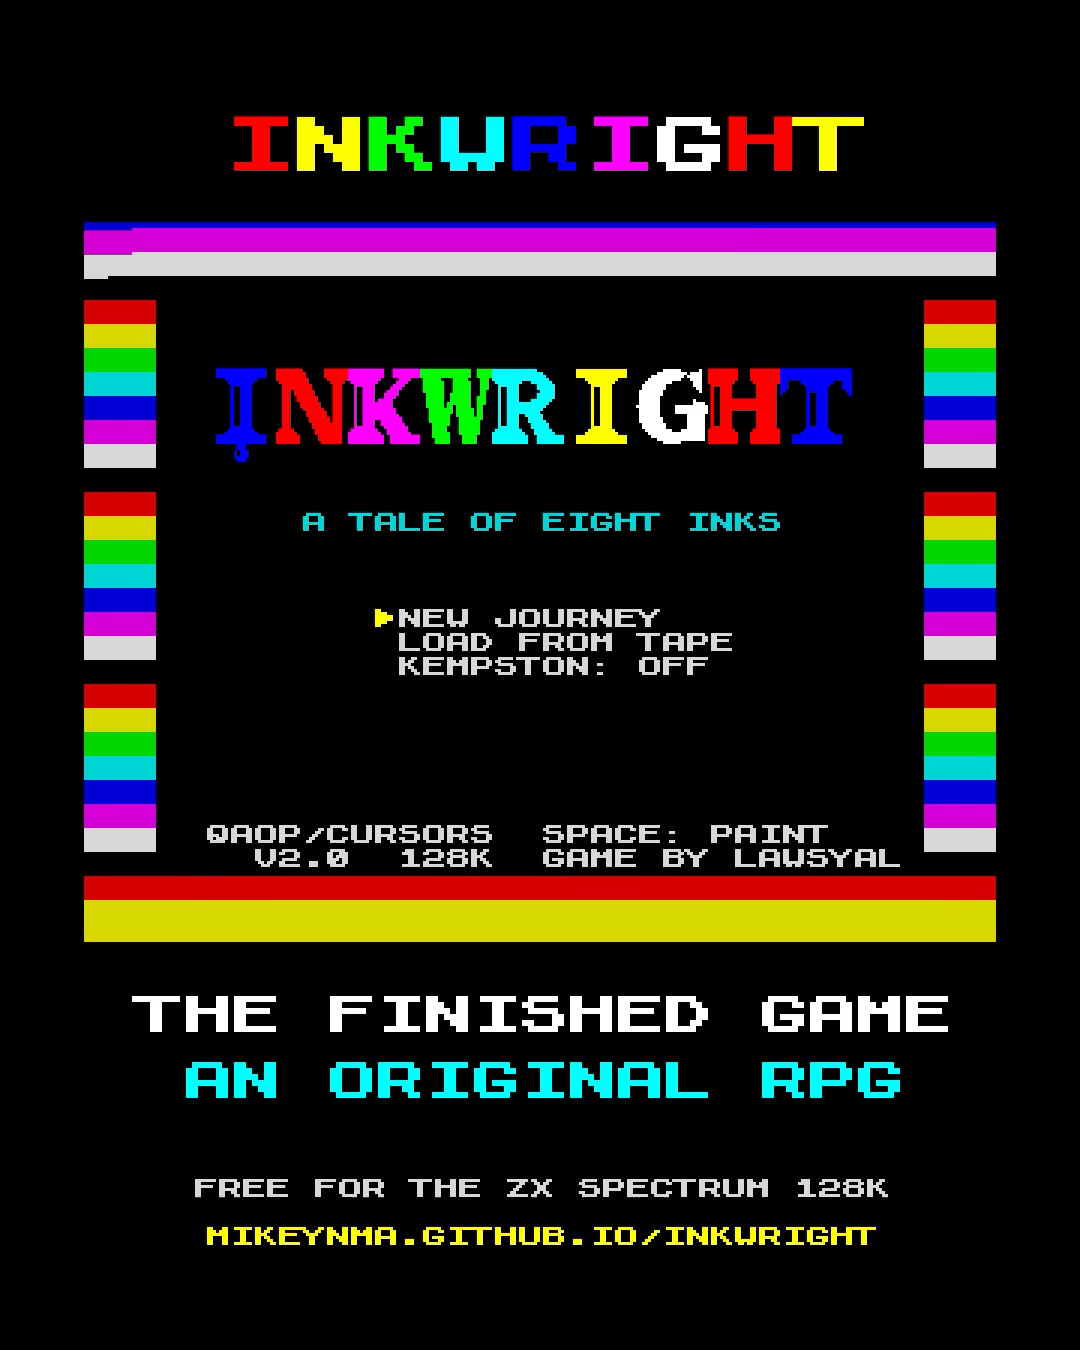 INKWRIGHT
INKWRIGHT
A TALE OF EIGHT INKS
NEW JOURNEY
LOAD FROM TAPE
KEMPSTON: OFF
QAOP/CURSORS SPACE: PAINT
V2.0 128K GAME BY LAWSYAL
THE FINISHED GAME
AN ORIGINAL RPG
FREE FOR THE ZX SPECTRUM 128K
MIKEYNMA.GITHUB.IO/INKWRIGHT